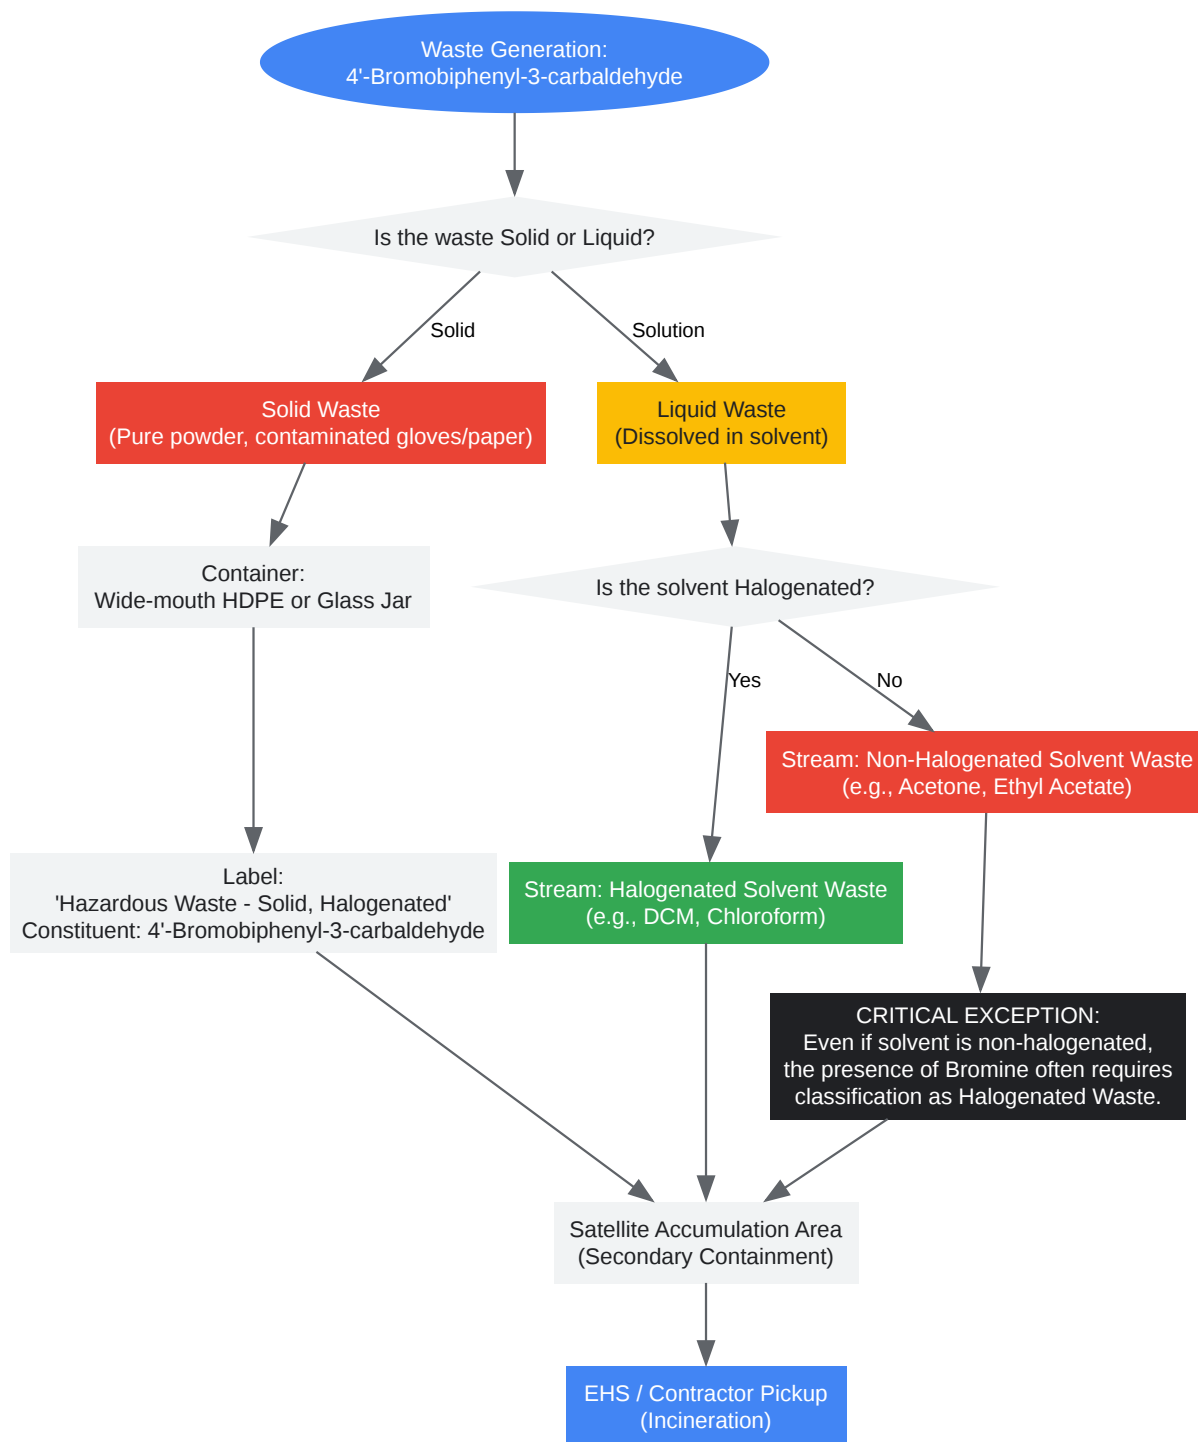 Waste Generation:
4'-Bromobiphenyl-3-carbaldehyde
Is the waste Solid or Liquid?
Solid
Solution
Solid Waste
(Pure powder, contaminated gloves/paper)
Liquid Waste
(Dissolved in solvent)
Container:
Wide-mouth HDPE or Glass Jar
Is the solvent Halogenated?
Yes
No
Stream: Non-Halogenated Solvent Waste
(e.g., Acetone, Ethyl Acetate)
Label:
'Hazardous Waste - Solid, Halogenated'
Constituent: 4'-Bromobiphenyl-3-carbaldehyde
Stream: Halogenated Solvent Waste
(e.g., DCM, Chloroform)
CRITICAL EXCEPTION:
Even if solvent is non-halogenated,
the presence of Bromine often requires
classification as Halogenated Waste.
Satellite Accumulation Area
(Secondary Containment)
EHS / Contractor Pickup
(Incineration)